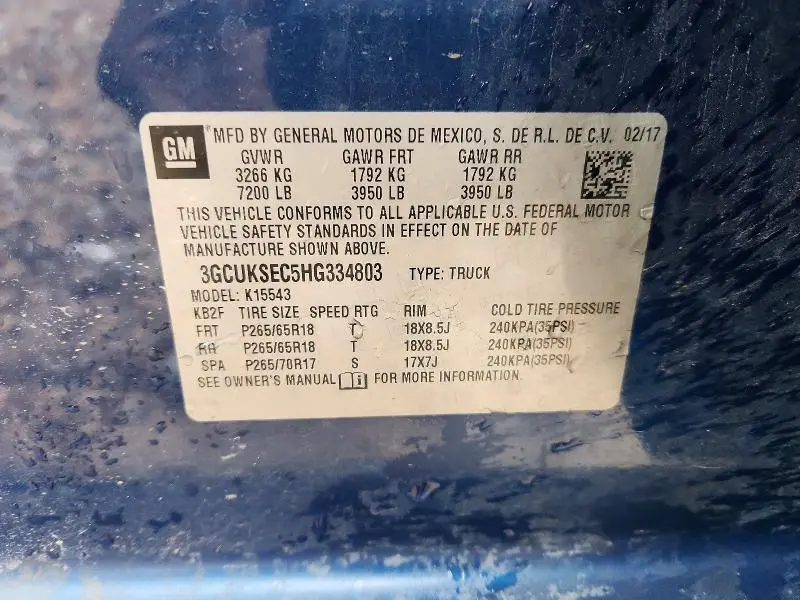 GM ® MFD BY GENERAL MOTORS DE MEXICO, S. DE R.L. DE C.V. 02/17
GVWR GAWR FRT GAWR RR
3266 KG 1792 KG 1792 KG
7200 LB 3950 LB 3950 LB
THIS VEHICLE CONFORMS TO ALL APPLICABLE U.S. FEDERAL MOTOR
VEHICLE SAFETY STANDARDS IN EFFECT ON THE DATE OF
MANUFACTURE SHOWN ABOVE.
3GCUKSEC5HG334803 TYPE: TRUCK
MODEL: K15543
KB2F TIRE SIZE SPEED RTG RIM COLD TIRE PRESSURE
FRT P265/65R18 T 18X8.5J 240KPA(35PSI)
RR P265/65R18 T 18X8.5J 240KPA(35PSI)
SPA P265/70R17 S 17X7J 240KPA(35PSI)
SEE OWNER'S MANUAL i FOR MORE INFORMATION.